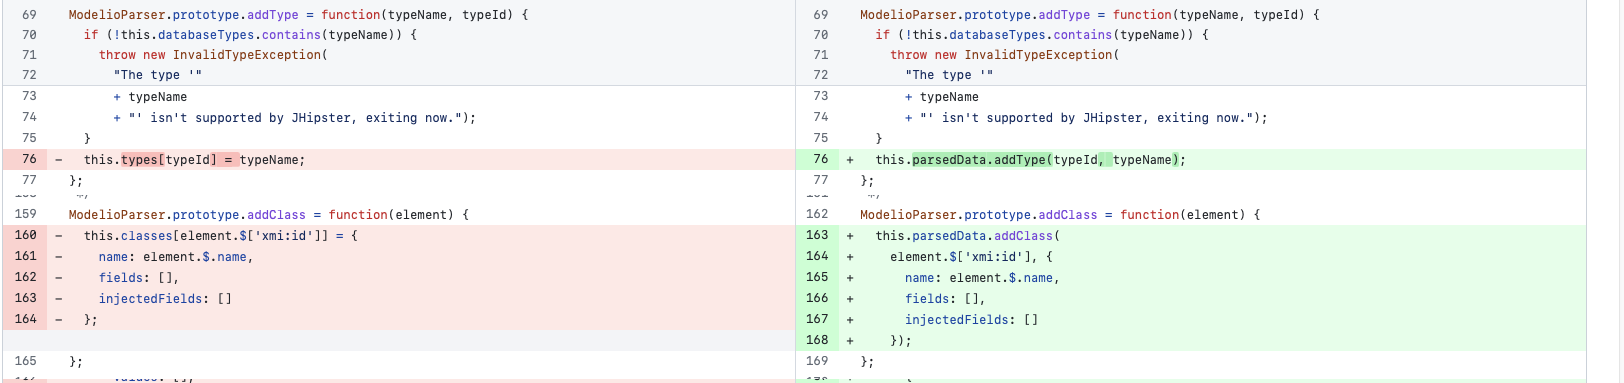 69 ModelioParser.prototype.addType = function(typeName, typeId) {
70 if (!this.databaseTypes.contains(typeName)) {
71 throw new InvalidTypeException(
72 "The type '"
73 + typeName
74 + "' isn't supported by JHipster, exiting now.");
75 }
76 - this.types[typeId] = typeName;
77 };
159 ModelioParser.prototype.addClass = function(element) {
160 - this.classes[element.$['xmi:id']] = {
161 - name: element.$.name,
162 - fields: [],
163 - injectedFields: []
164 - };
165 };
69 ModelioParser.prototype.addType = function(typeName, typeId) {
70 if (!this.databaseTypes.contains(typeName)) {
71 throw new InvalidTypeException(
72 "The type '"
73 + typeName
74 + "' isn't supported by JHipster, exiting now.");
75 }
76 + this.parsedData.addType(typeId, typeName);
77 };
162 ModelioParser.prototype.addClass = function(element) {
163 + this.parsedData.addClass(
164 + element.$['xmi:id'], {
165 + name: element.$.name,
166 + fields: [],
167 + injectedFields: []
168 + });
169 };